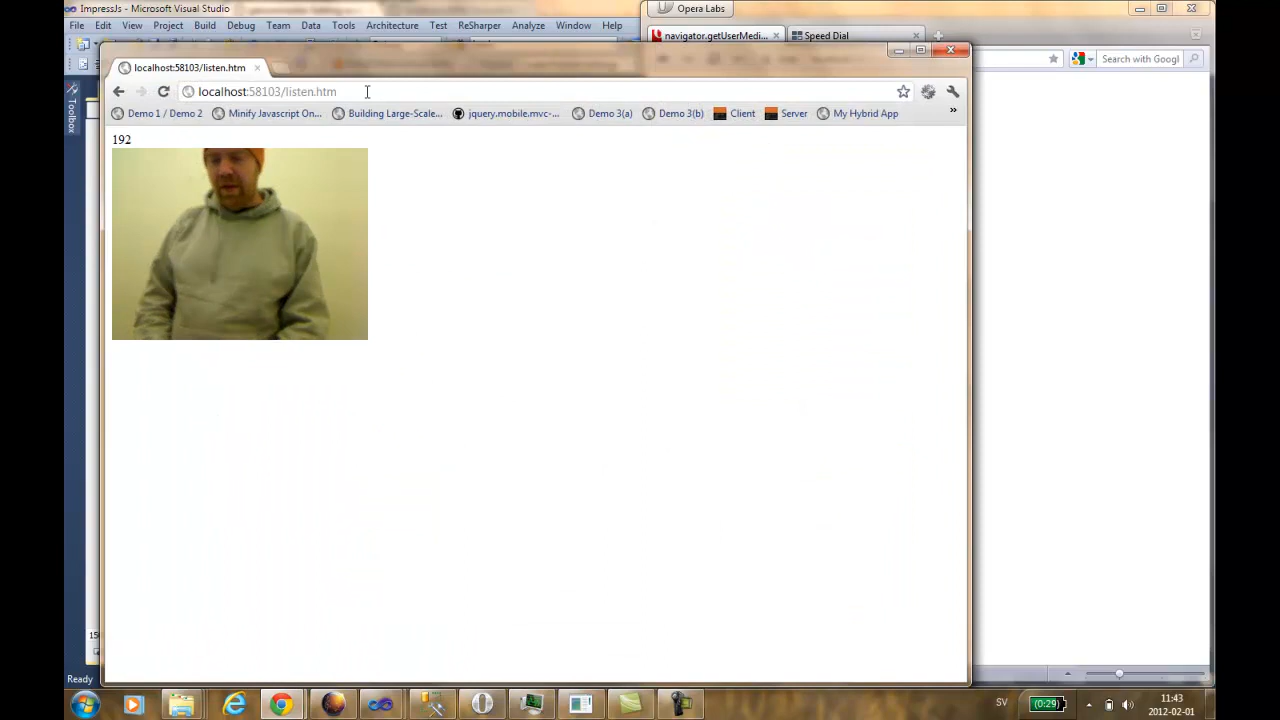 ImpressJs - Microsoft Visual Studio
Opera Labs
File Edit View Project Build Debug Team Data Tools Architecture Test ReSharper Analyze Window Help
navigator.getUserMedi...
Speed Dial
Search with Googl
localhost:58103/listen.htm
localhost:58103/listen.htm
Toolbox
Demo 1 / Demo 2 Minify Javascript On... Building Large-Scale... jquery.mobile.mvc-... Demo 3(a) Demo 3(b) Client Server My Hybrid App »
192
Ready
SV
(0:29)
11:43
2012-02-01